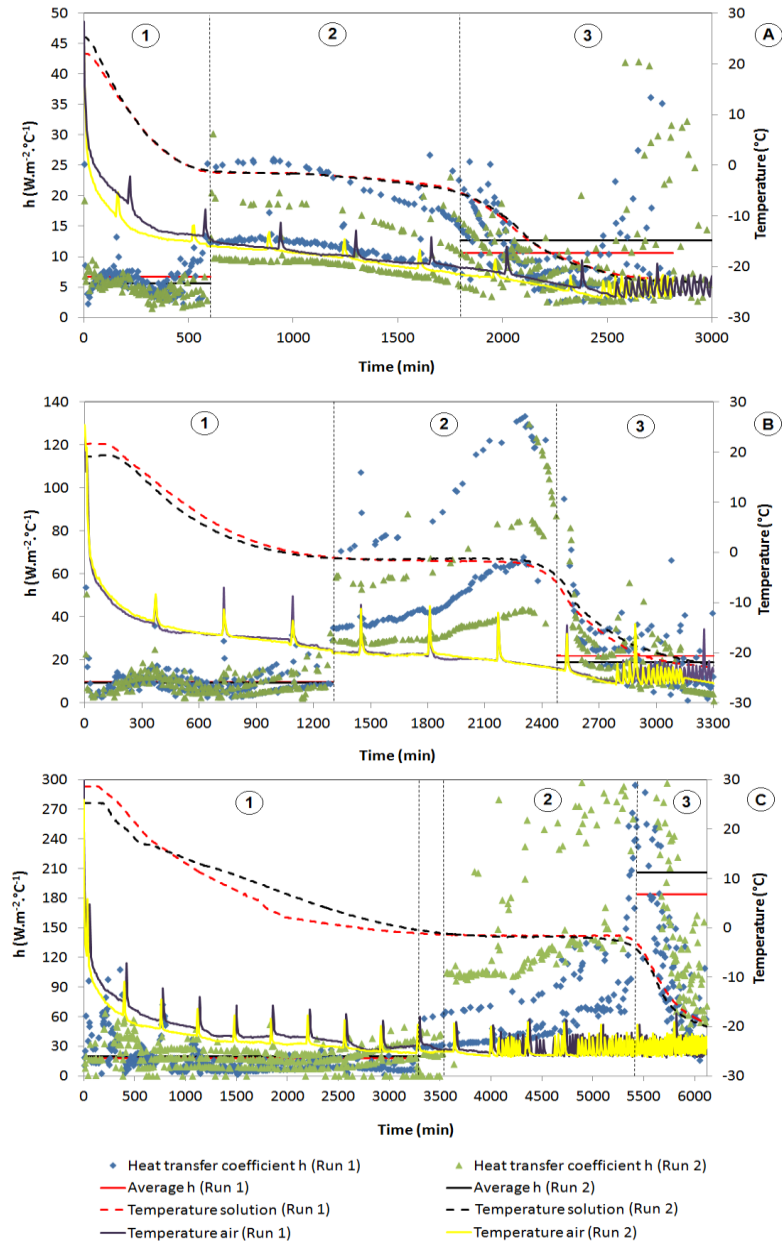 50 45 40 35 30 25 20 15 10 5 0
h (W.m⁻².°C⁻¹)
1 2 3 A
30 20 10 0 -10 -20 -30
Temperature (°C)
0 500 1000 1500 2000 2500 3000
Time (min)
140 120 100 80 60 40 20 0
h (W.m⁻².°C⁻¹)
1 2 3 B
30 20 10 0 -10 -20 -30
Temperature (°C)
0 300 600 900 1200 1500 1800 2100 2400 2700 3000 3300
Time (min)
300 270 240 210 180 150 120 90 60 30 0
h (W.m⁻².°C⁻¹)
1 2 3 C
30 20 10 0 -10 -20 -30
Temperature (°C)
0 500 1000 1500 2000 2500 3000 3500 4000 4500 5000 5500 6000
Time (min)
Heat transfer coefficient h (Run 1) Heat transfer coefficient h (Run 2)
Average h (Run 1) Average h (Run 2)
Temperature solution (Run 1) Temperature solution (Run 2)
Temperature air (Run 1) Temperature air (Run 2)